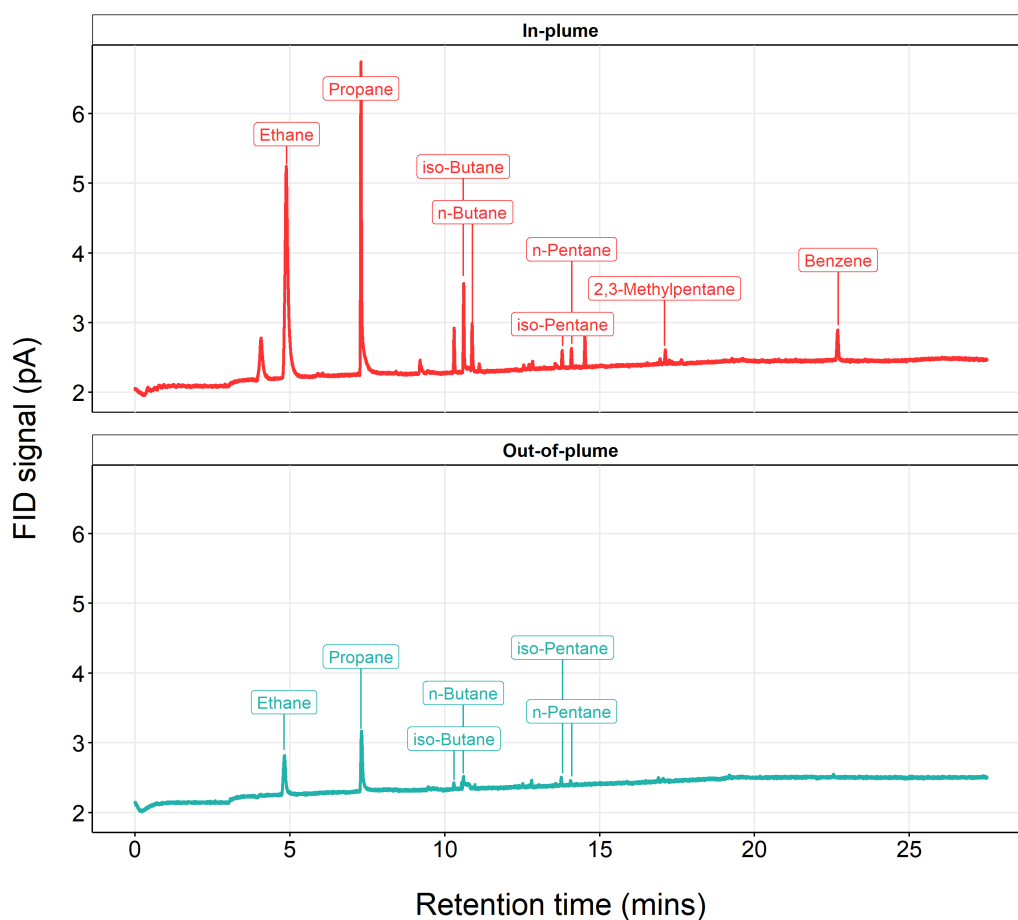 In-plume
6
5
4
3
2
Propane
Ethane
iso-Butane
n-Butane
n-Pentane
Benzene
2,3-Methylpentane
iso-Pentane
FID signal (pA)
Out-of-plume
6
5
4
3
2
iso-Pentane
Propane
n-Butane
Ethane
n-Pentane
iso-Butane
0 5 10 15 20 25
Retention time (mins)